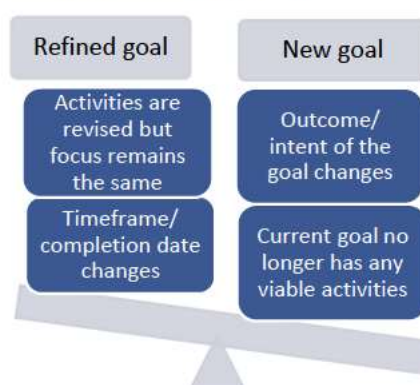 Refined goal
Activities are
revised but
focus remains
the same
Timeframe/
completion date
changes
New goal
Outcome/
intent of the
goal changes
Current goal no
longer has any
viable activities